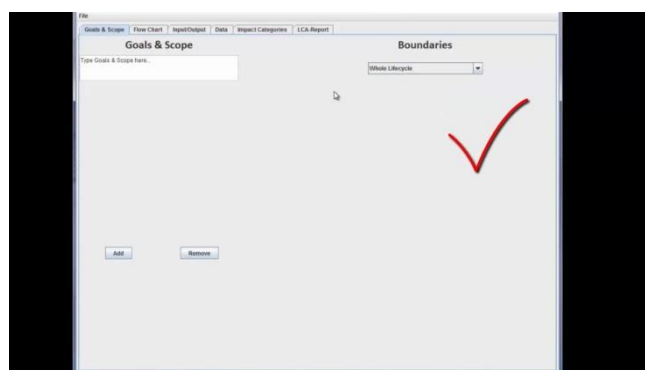 File
Goals & Scope Flow Chart Input/Output Data Impact Categories LCA-Report
Goals & Scope
Boundaries
Type Goals & Scope here..
Whole Lifecycle
Add
Remove